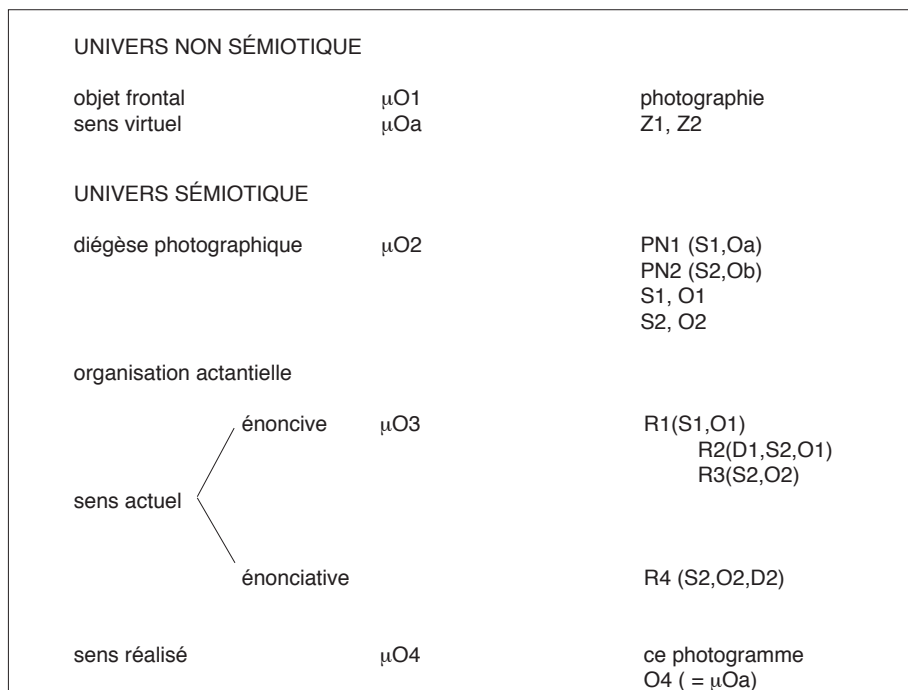 UNIVERS NON SÉMIOTIQUE
objet frontal μO1 photographie
sens virtuel μOa Z1, Z2
UNIVERS SÉMIOTIQUE
diégèse photographique μO2 PN1 (S1,Oa)
PN2 (S2,Ob)
S1, O1
S2, O2
organisation actantielle
énoncive μO3 R1(S1,O1)
R2(D1,S2,O1)
R3(S2,O2)
sens actuel
énonciative R4 (S2,O2,D2)
sens réalisé μO4 ce photogramme
O4 ( = μOa)